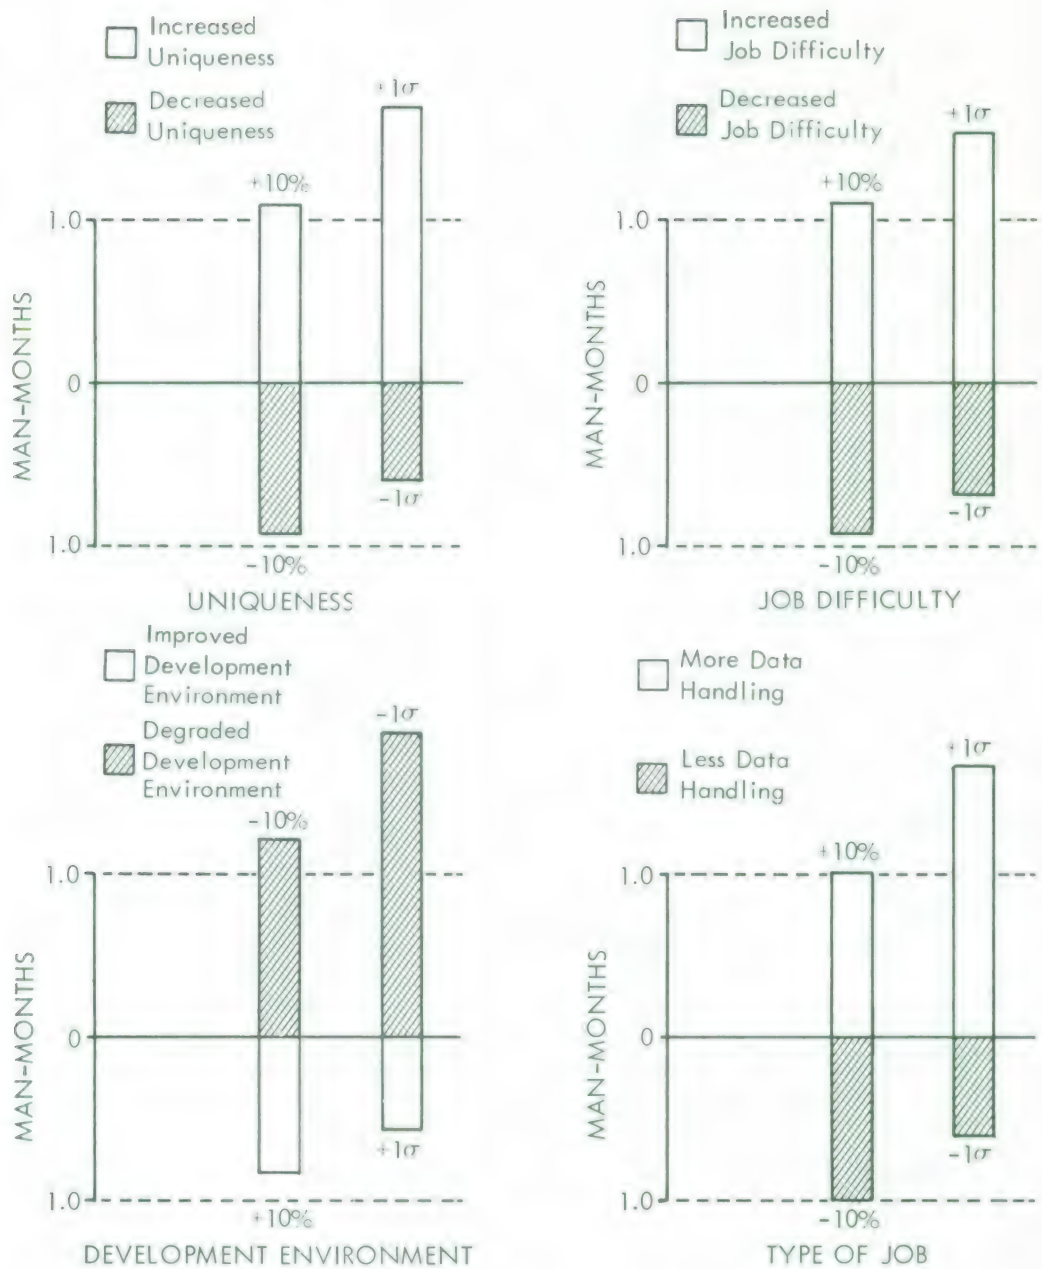 Increased
Uniqueness
Decreased
Uniqueness
+1σ
+10%
1.0
0
1.0
-10%
-1σ
MAN-MONTHS
UNIQUENESS
Increased
Job Difficulty
Decreased
Job Difficulty
+1σ
+10%
1.0
0
1.0
-10%
-1σ
MAN-MONTHS
JOB DIFFICULTY
Improved
Development
Environment
Degraded
Development
Environment
-1σ
-10%
1.0
0
1.0
+10%
+1σ
MAN-MONTHS
DEVELOPMENT ENVIRONMENT
More Data
Handling
Less Data
Handling
+1σ
+10%
1.0
0
1.0
-10%
-1σ
MAN-MONTHS
TYPE OF JOB